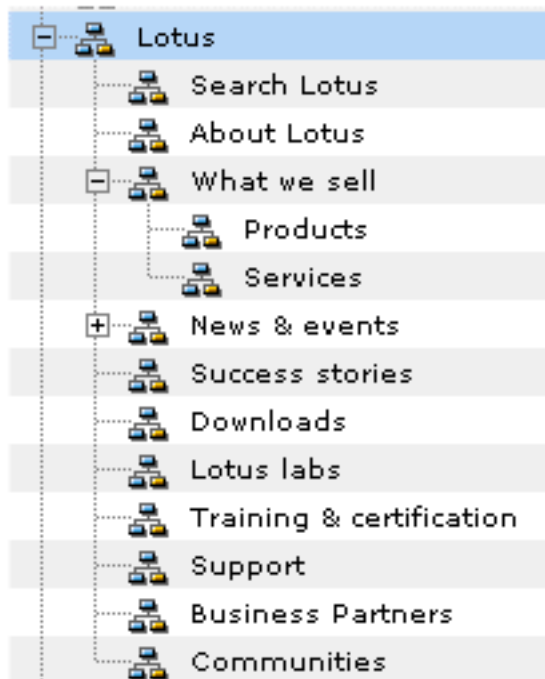 Lotus
Search Lotus
About Lotus
What we sell
Products
Services
News & events
Success stories
Downloads
Lotus labs
Training & certification
Support
Business Partners
Communities